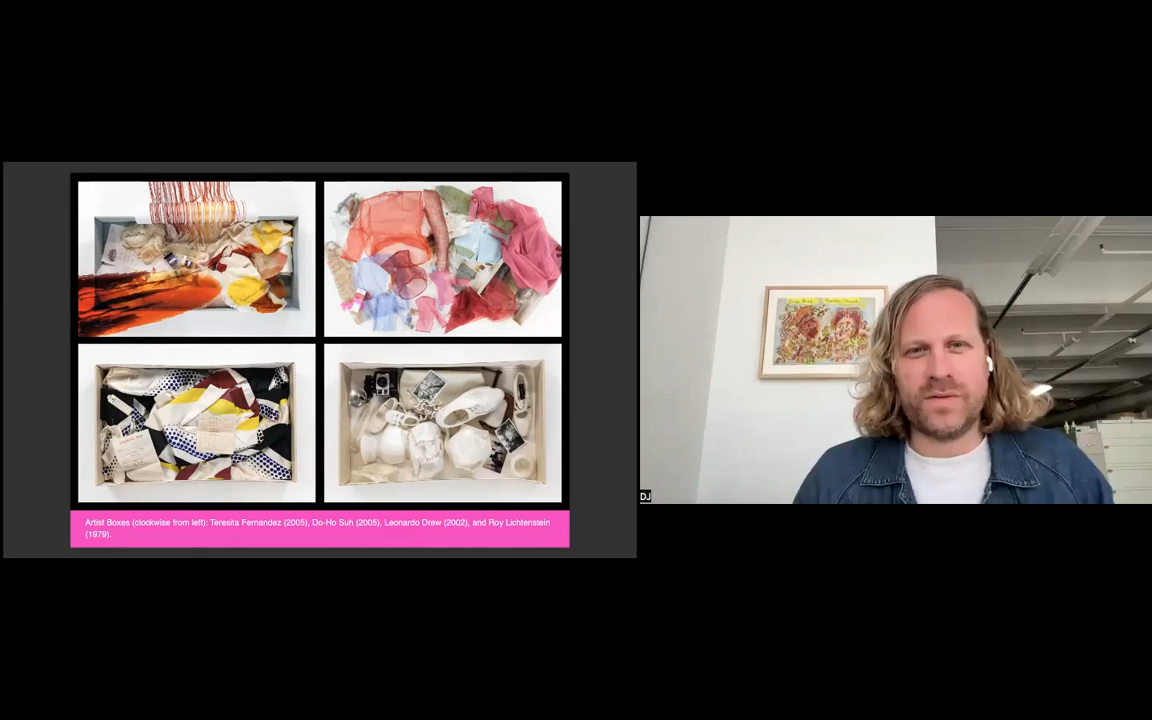 Artist Boxes (clockwise from left): Teresita Fernandez (2005), Do-Ho Suh (2005), Leonardo Drew (2002), and Roy Lichtenstein
(1979).
DJ